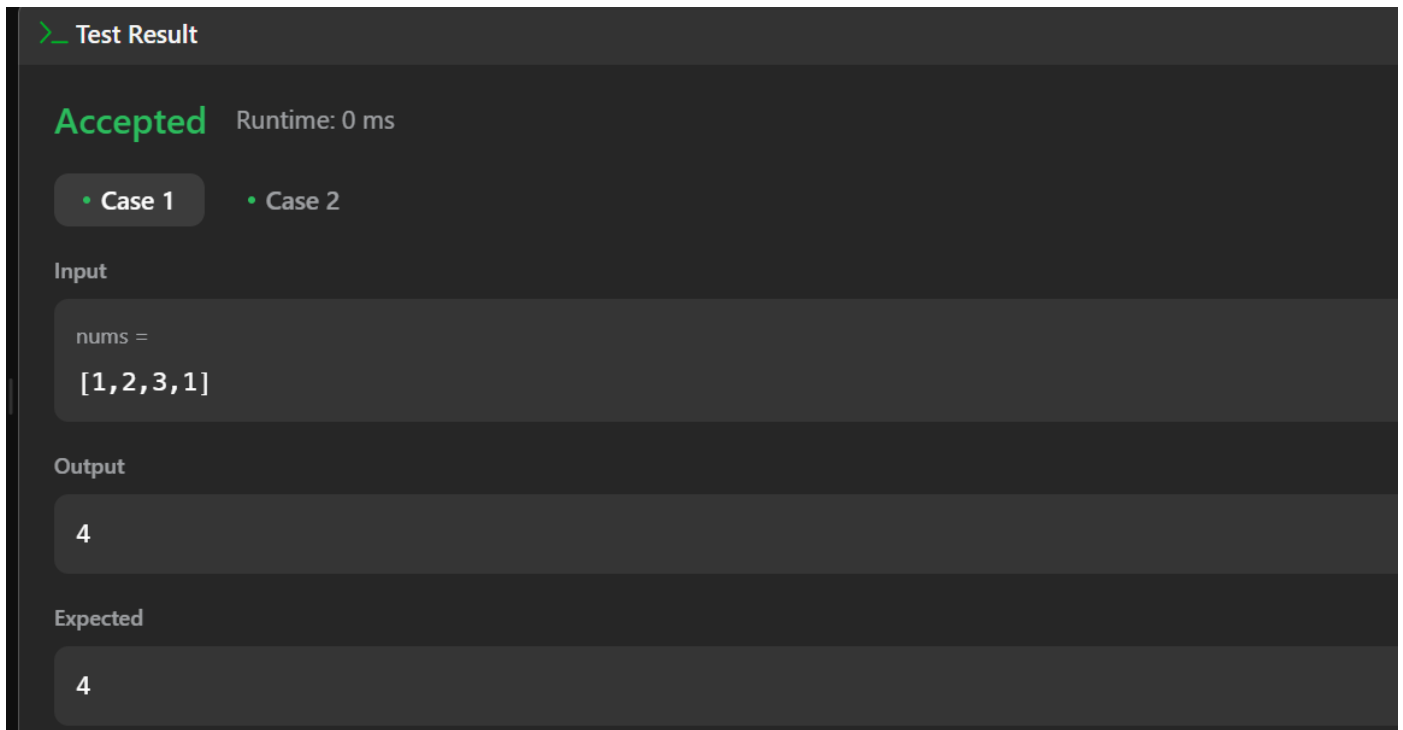 >_ Test Result
Accepted Runtime: 0 ms
• Case 1 • Case 2
Input
nums =
[1,2,3,1]
Output
4
Expected
4